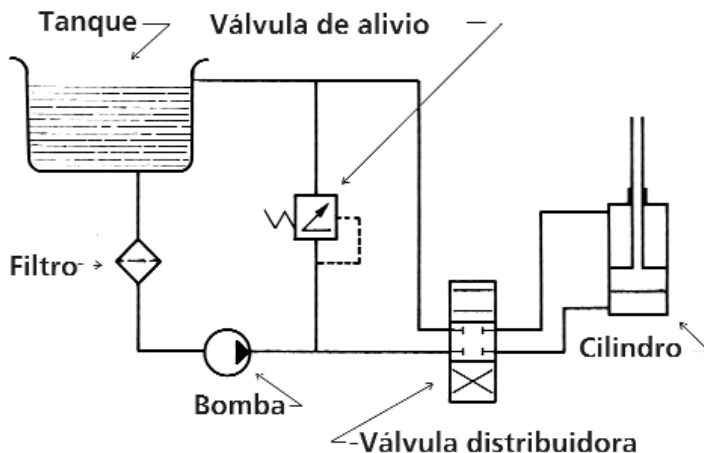 Tanque
Válvula de alivio
Filtro
Cilindro
Bomba
Válvula distribuidora